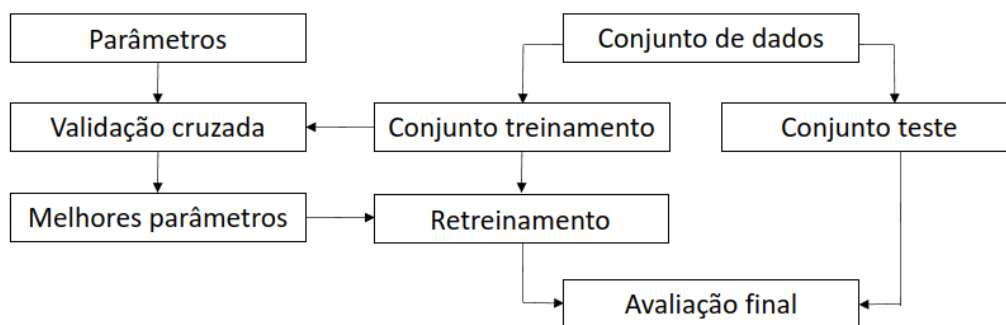 Parâmetros
Conjunto de dados
Validação cruzada
Conjunto treinamento
Conjunto teste
Melhores parâmetros
Retreinamento
Avaliação final